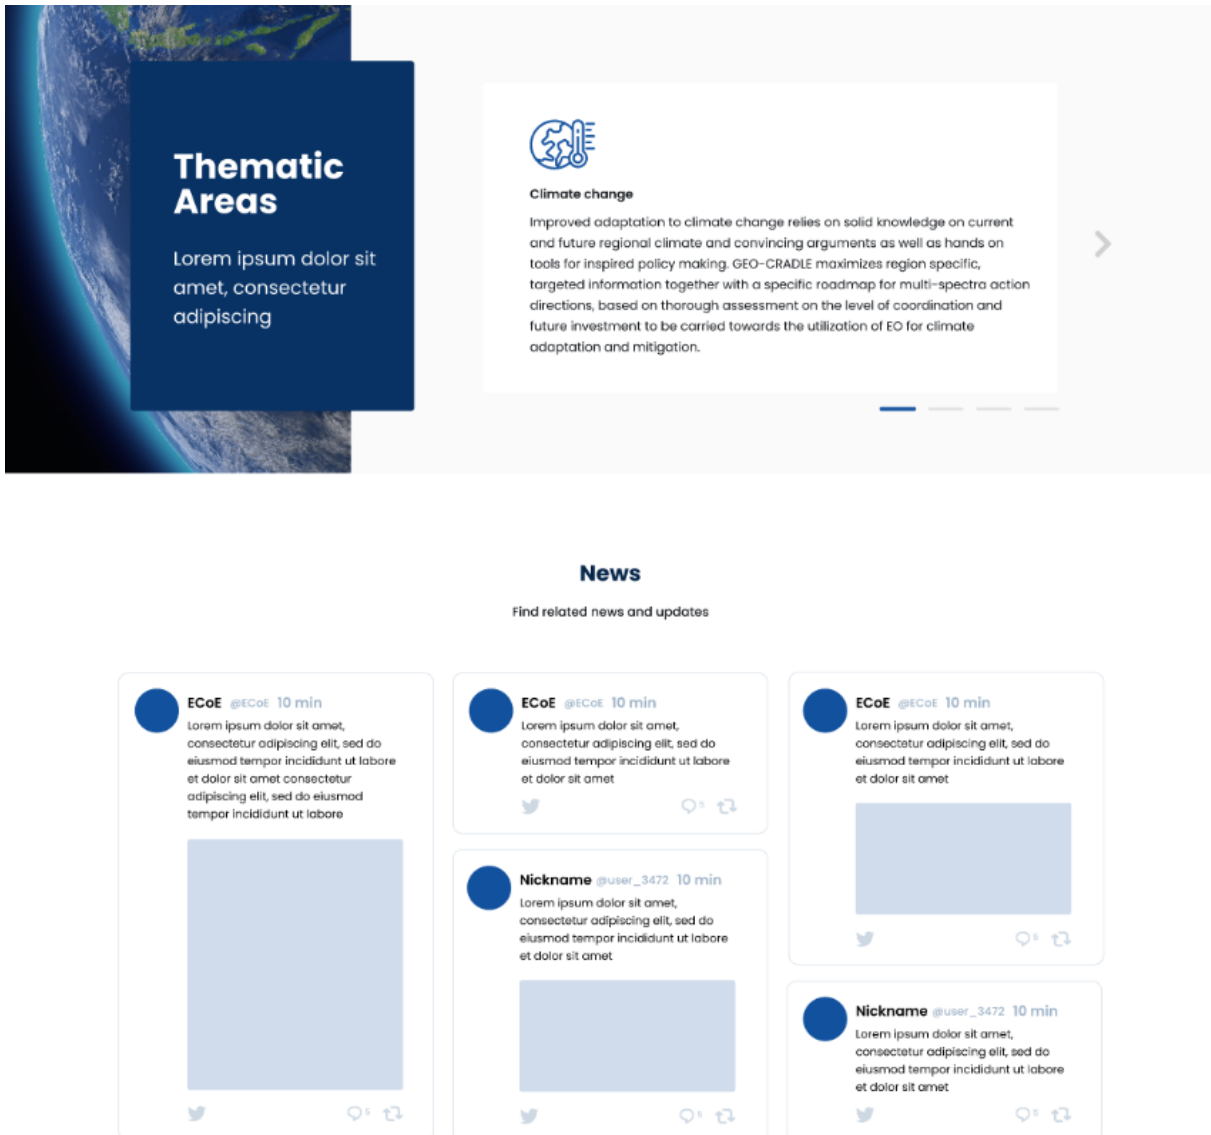 Thematic
Areas
Lorem ipsum dolor sit
amet, consectetur
adipiscing
Climate change
Improved adaptation to climate change relies on solid knowledge on current
and future regional climate and convincing arguments as well as hands on
tools for inspired policy making. GEO-CRADLE maximizes region specific,
targeted information together with a specific roadmap for multi-spectra action
directions, based on thorough assessment on the level of coordination and
future investment to be carried towards the utilization of EO for climate
adaptation and mitigation.
News
Find related news and updates
ECoE @ECoE 10 min
Lorem ipsum dolor sit amet,
consectetur adipiscing elit, sed do
eiusmod tempor incididunt ut labore
et dolor sit amet consectetur
adipiscing elit, sed do eiusmod
tempor incididunt ut labore
5
ECoE @ECoE 10 min
Lorem ipsum dolor sit amet,
consectetur adipiscing elit, sed do
eiusmod tempor incididunt ut labore
et dolor sit amet
5
Nickname @user_3472 10 min
Lorem ipsum dolor sit amet,
consectetur adipiscing elit, sed do
eiusmod tempor incididunt ut labore
et dolor sit amet
5
ECoE @ECoE 10 min
Lorem ipsum dolor sit amet,
consectetur adipiscing elit, sed do
eiusmod tempor incididunt ut labore
et dolor sit amet
5
Nickname @user_3472 10 min
Lorem ipsum dolor sit amet,
consectetur adipiscing elit, sed do
eiusmod tempor incididunt ut labore
et dolor sit amet
5